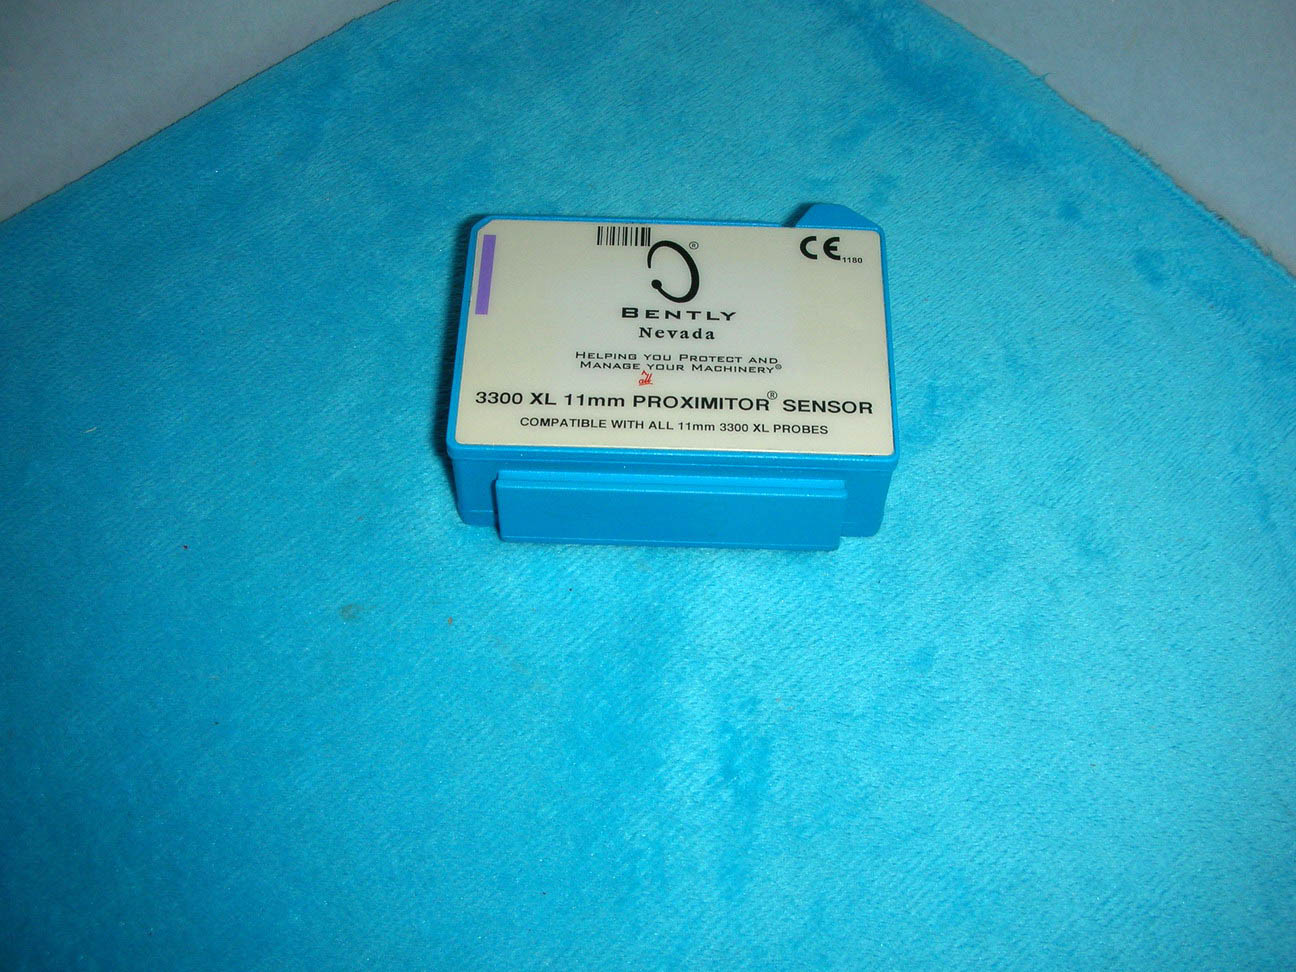 ®
CE 1180
BENTLY
Nevada
HELPING YOU PROTECT AND
MANAGE YOUR MACHINERY®
all
3300 XL 11mm PROXIMITOR® SENSOR
COMPATIBLE WITH ALL 11mm 3300 XL PROBES